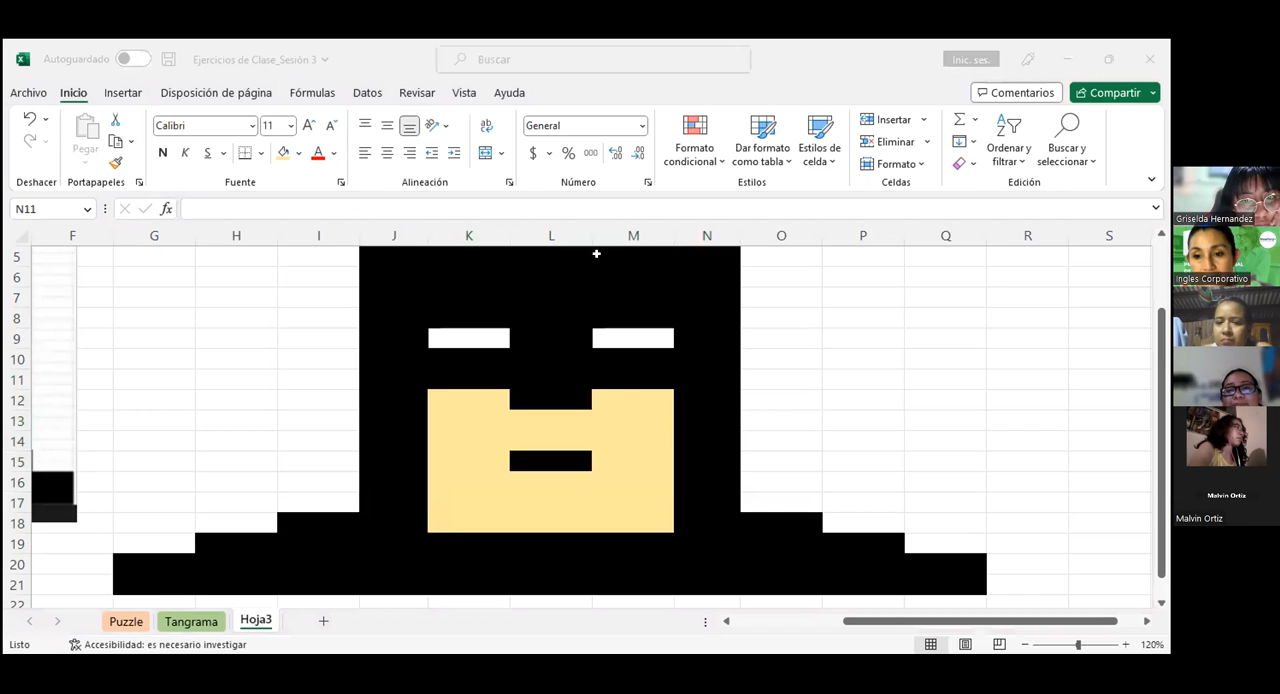 Autoguardado
Ejercicios de Clase_Sesión 3
Buscar
Inic. ses.
Archivo
Inicio
Insertar
Disposición de página
Fórmulas
Datos
Revisar
Vista
Ayuda
Comentarios
Compartir
Pegar
Calibri
11
N
K
S
General
$ % 000
Formato condicional
Dar formato como tabla
Estilos de celda
Insertar
Eliminar
Formato
Ordenar y filtrar
Buscar y seleccionar
Deshacer
Portapapeles
Fuente
Alineación
Número
Estilos
Celdas
Edición
N11
fx
F G H I J K L M N O P Q R S
5
6
7
8
9
10
11
12
13
14
15
16
17
18
19
20
21
22
Puzzle
Tangrama
Hoja3
Listo
Accesibilidad: es necesario investigar
120%
Griselda Hernandez
Ingles Corporativo
Malvin Ortiz
Malvin Ortiz